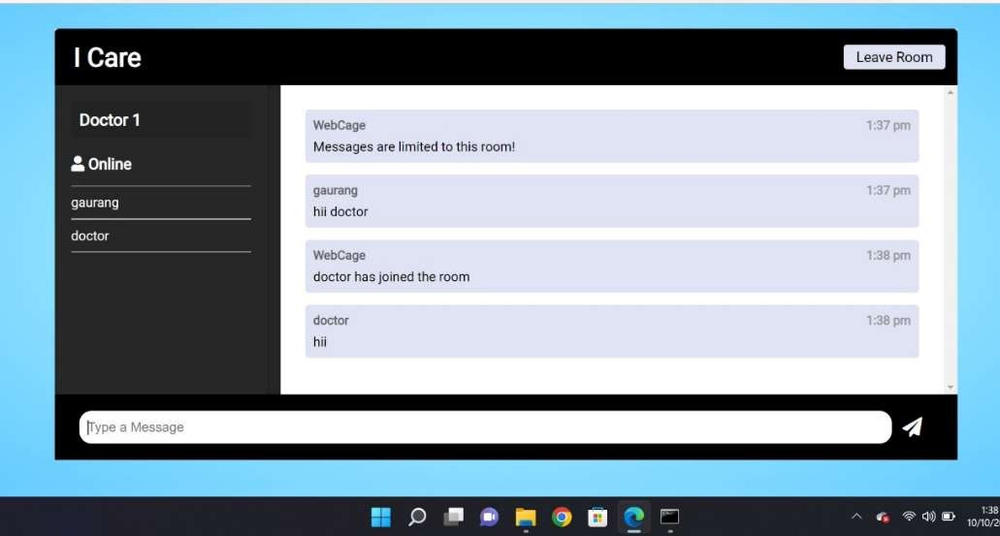 I Care
Leave Room
Doctor 1
Online
gaurang
doctor
WebCage 1:37 pm
Messages are limited to this room!
gaurang 1:37 pm
hii doctor
WebCage 1:38 pm
doctor has joined the room
doctor 1:38 pm
hii
Type a Message
1:38
10/10/2